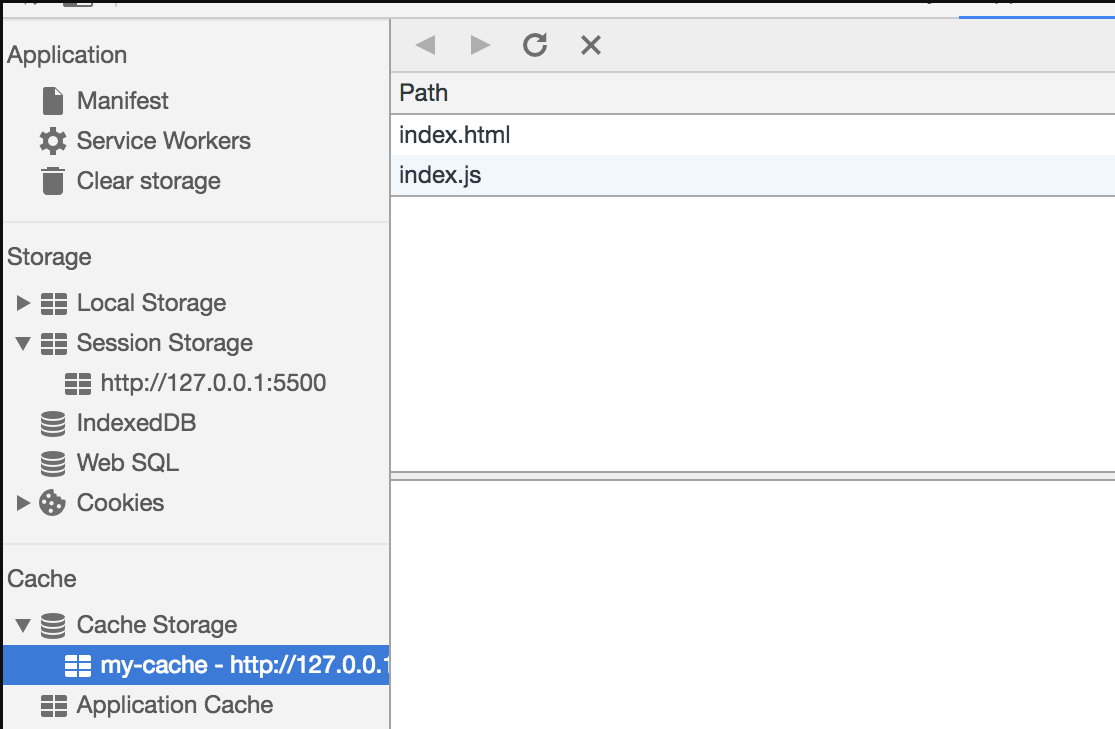 Application
Manifest
Service Workers
Clear storage
Storage
Local Storage
Session Storage
http://127.0.0.1:5500
IndexedDB
Web SQL
Cookies
Cache
Cache Storage
my-cache - http://127.0.0.1
Application Cache
Path
index.html
index.js